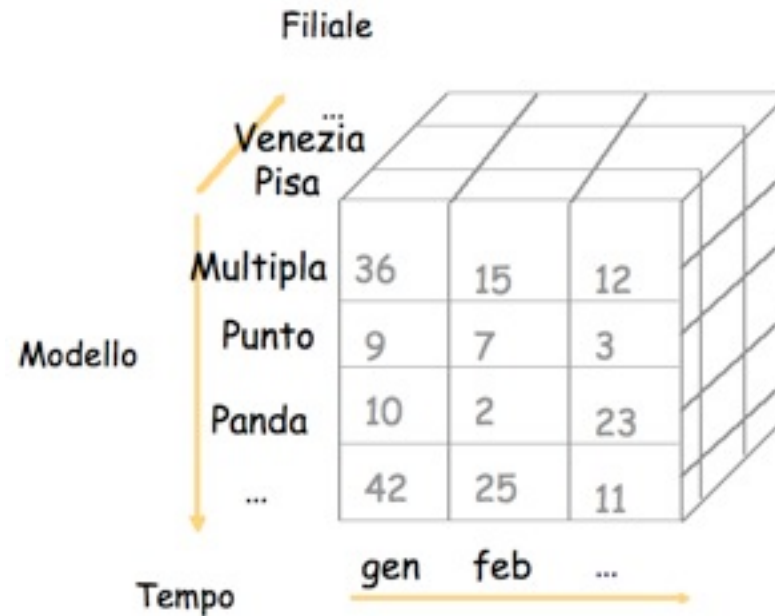 Filiale
...
Venezia
Pisa
Multipla 36 15 12
Punto 9 7 3
Modello
Panda 10 2 23
... 42 25 11
gen feb ...
Tempo